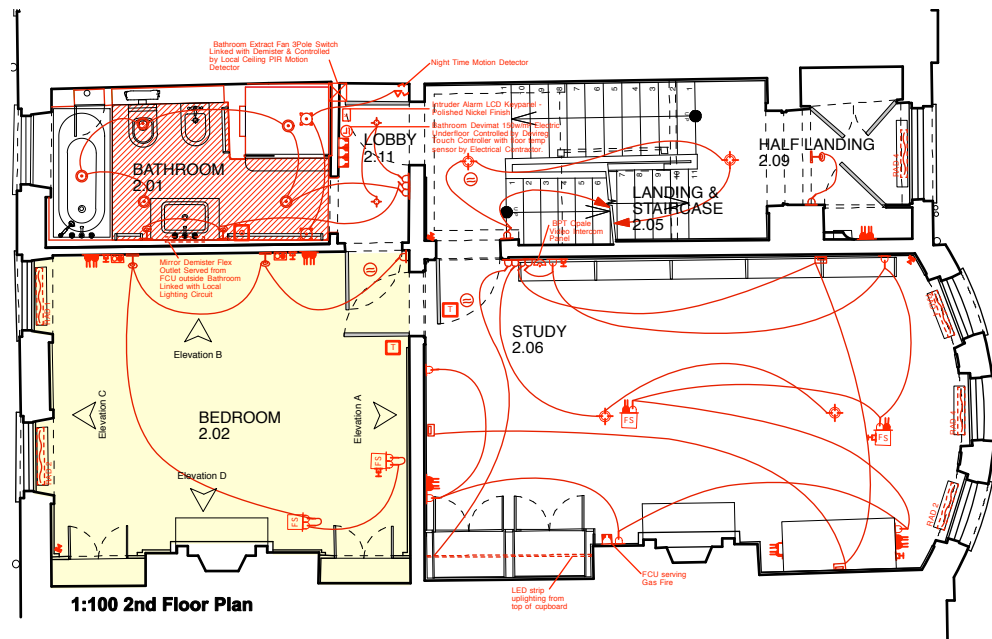 Bathroom Extract Fan 3Pole Switch
Linked with Demister & Controlled
by Local Ceiling PIR Motion
Detector
Night Time Motion Detector
Intruder Alarm LCD Keypanel -
Polished Nickel Finish
Bathroom Devimat 150w/m² Electric
Underfloor Controlled by Devireg
Touch Controller with floor temp
sensor by Electrical Contractor.
LOBBY
2.11
BATHROOM
2.01
HALF LANDING
2.09
LANDING &
STAIRCASE
2.05
BPT Opale
Video Intercom
Panel
Mirror Demister Flex
Outlet Served from
FCU outside Bathroom
Linked with Local
Lighting Circuit
STUDY
2.06
Elevation B
Elevation C
Elevation A
Elevation D
BEDROOM
2.02
T
T
T
FS
FS
FS
FS
RAD 2
RAD 2
FCU serving
Gas Fire
LED strip
uplighting from
top of cupboard
1:100 2nd Floor Plan